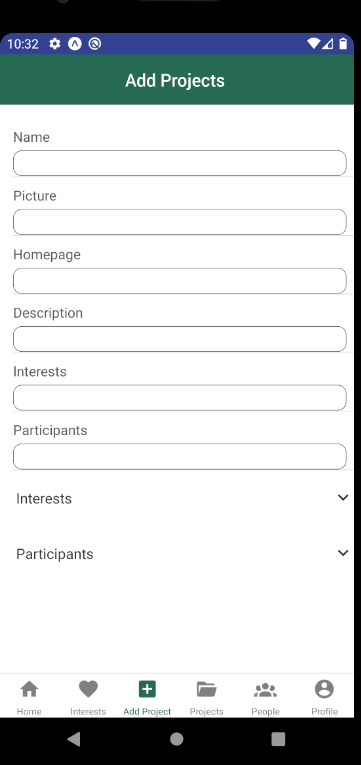 10:32
Add Projects
Name
Picture
Homepage
Description
Interests
Participants
Interests
Participants
Home Interests Add Project Projects People Profile